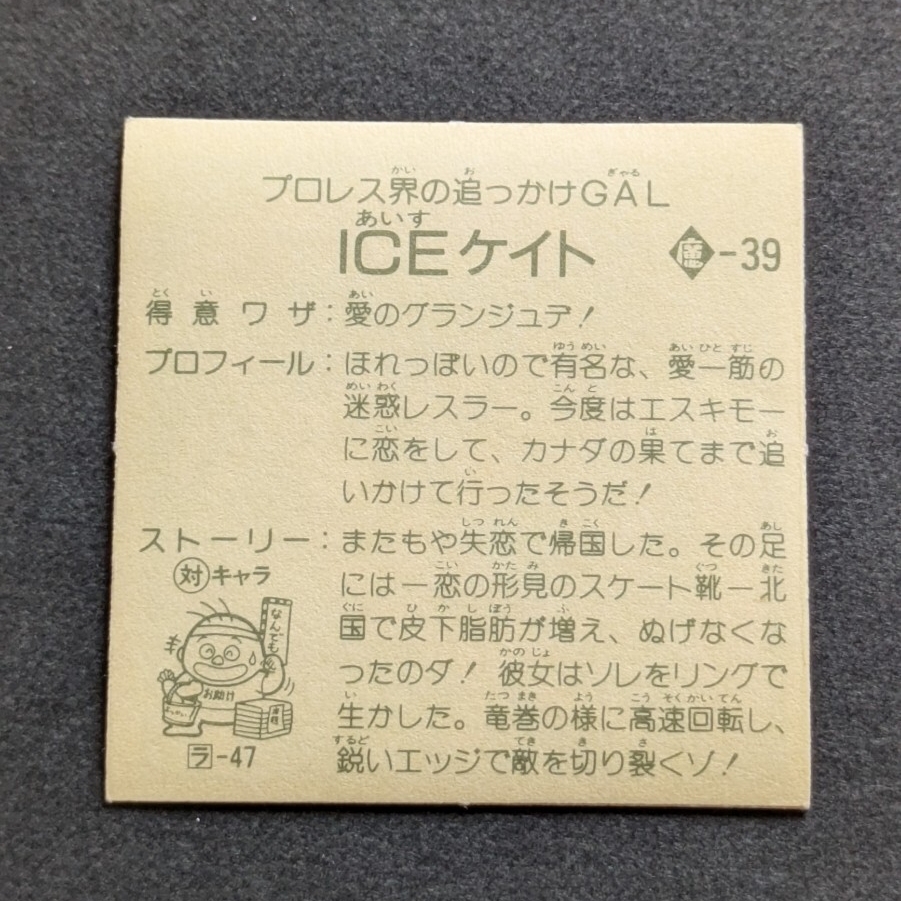 プロレス界の追っかけGAL
ICEケイト
-39
得意ワザ：愛のグランジュデ！
プロフィール：ほれっぽいので有名な、愛一筋の
迷惑レスラー。今度はエスキモー
に恋をして、カナダの果てまで追
いかけて行ったそうだ！
ストーリー：またもや失恋で帰国した。その足
には―恋の形見のスケート靴―北
国で皮下脂肪が増え、ぬげなくな
ったのダ！彼女はソレをリングで
生かした。竜巻の様に高速回転し、
鋭いエッジで敵を切り裂くゾ！
対キャラ
なんでも
お助け
ラ-47